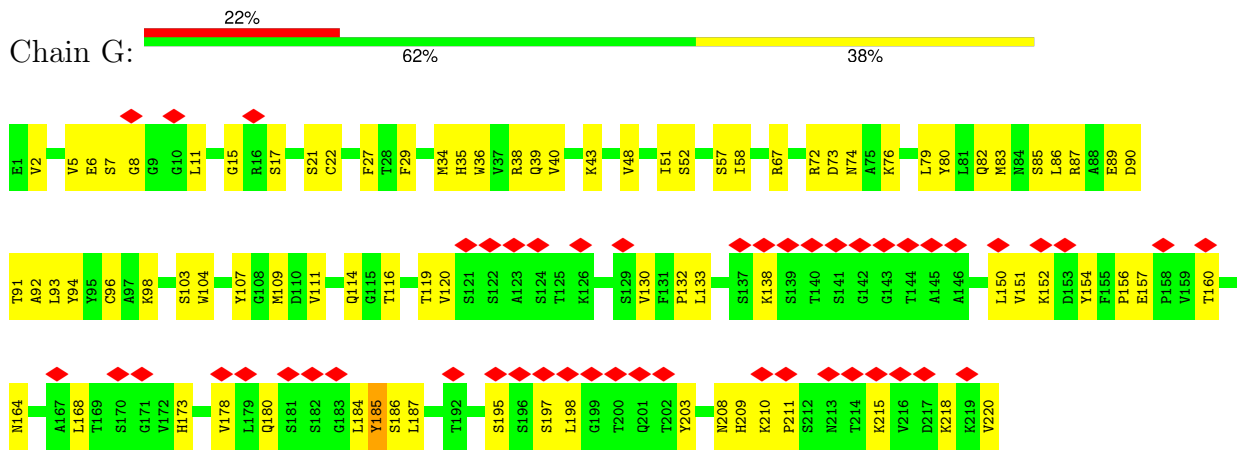 22%
Chain G:
62% 38%
E1 V2 V5 E6 S7 G8 G9 G10 L11 G15 R16 S17 S21 C22 F27 T28 F29 M34 H35 W36 V37 R38 Q39 V40 K43 V48 I51 S52 S57 I58 R67 R72 D73 N74 A75 K76 L79 Y80 L81 Q82 M83 N84 S85 L86 R87 A88 E89 D90
T91 A92 L93 Y94 Y95 C96 A97 K98 S103 W104 Y107 G108 M109 D110 V111 Q114 G115 T116 T119 V120 S121 S122 A123 S124 T125 K126 S129 V130 F131 P132 L133 S137 K138 S139 T140 S141 G142 G143 T144 A145 A146 L150 V151 K152 D153 Y154 F155 P156 E157 P158 V159 T160
N164 A167 L168 T169 S170 G171 V172 H173 V178 L179 Q180 S181 S182 G183 L184 Y185 S186 L187 T192 S195 S196 S197 L198 G199 T200 Q201 T202 Y203 N208 H209 K210 P211 S212 N213 T214 K215 V216 D217 K218 K219 V220